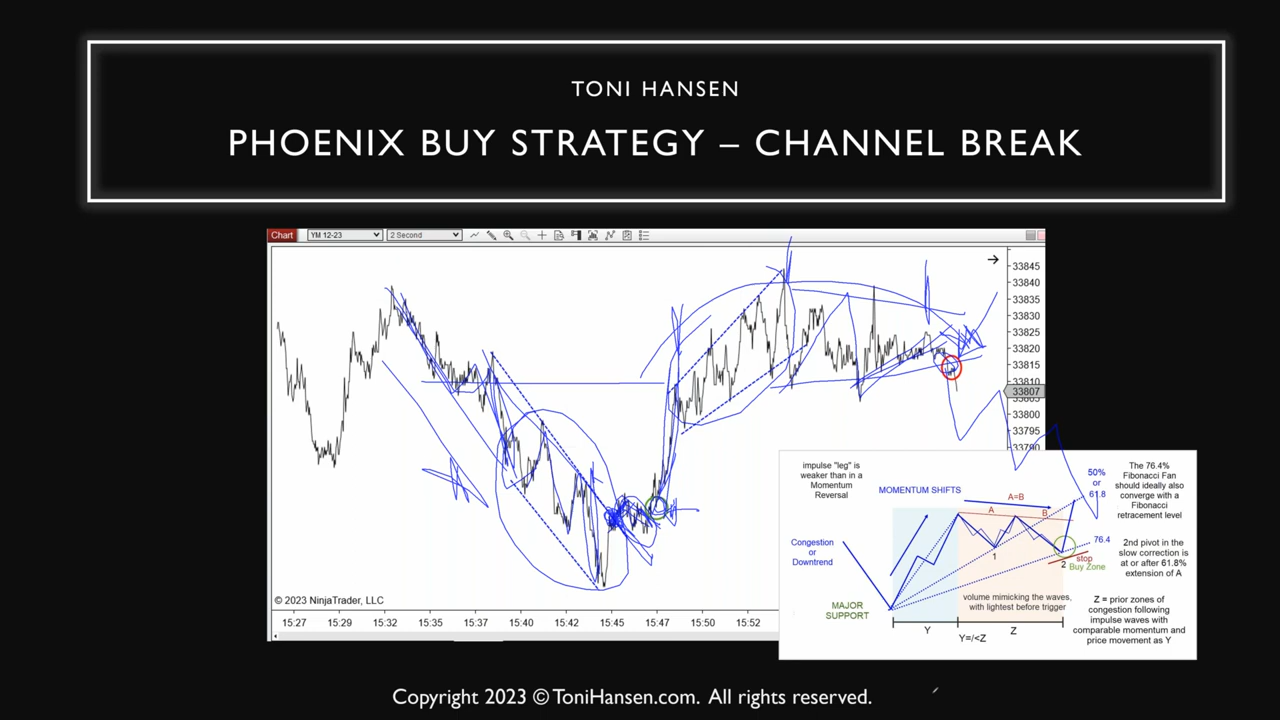 TONI HANSEN
PHOENIX BUY STRATEGY – CHANNEL BREAK
Chart
YM 12-23
2 Second
33845
33840
33835
33830
33825
33820
33815
33810
33807
33805
33800
33795
33790
© 2023 NinjaTrader, LLC
15:27 15:29 15:32 15:35 15:37 15:40 15:42 15:45 15:47 15:50 15:52
impulse "leg" is
weaker than in a
Momentum
Reversal
MOMENTUM SHIFTS
A=B
A
B
50%
or
61.8
The 76.4%
Fibonacci Fan
should ideally also
converge with a
Fibonacci
retracement level
Congestion
or
Downtrend
76.4
1
2
stop
Buy Zone
2nd pivot in the
slow correction is
at or after 61.8%
extension of A
MAJOR
SUPPORT
volume mimicking the waves,
with lightest before trigger
Y
Z
Y=/<Z
Z = prior zones of
congestion following
impulse waves with
comparable momentum and
price movement as Y
Copyright 2023 © ToniHansen.com. All rights reserved.